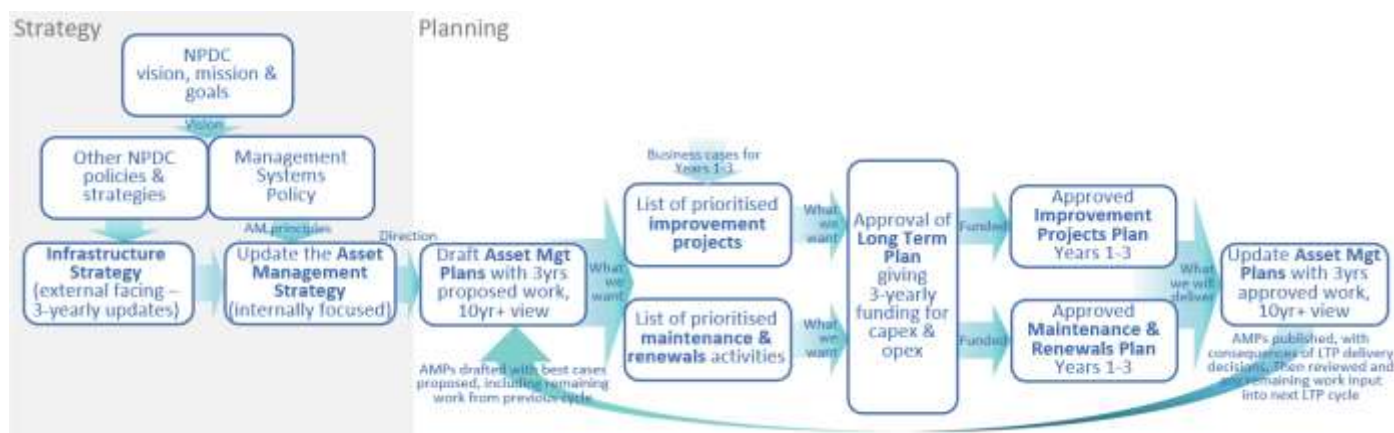 Strategy
Planning
NPDC
vision, mission &
goals
Vision
Other NPDC
policies &
strategies
Management
Systems
Policy
AM principles
Infrastructure
Strategy
(external facing –
3-yearly updates)
Update the Asset
Management
Strategy
(internally focused)
Direction
Draft Asset Mgt
Plans with 3yrs
proposed work,
10yr+ view
AMPs drafted with best cases
proposed, including remaining
work from previous cycle
What
we
want
Business cases for
Years 1-3
List of prioritised
improvement
projects
List of prioritised
maintenance &
renewals activities
What
we
want
What
we
want
Approval of
Long Term
Plan
giving
3-yearly
funding for
capex &
opex
Funded
Funded
Approved
Improvement
Projects Plan
Years 1-3
Approved
Maintenance &
Renewals Plan
Years 1-3
What
we will
deliver
Update Asset Mgt
Plans with 3yrs
approved work,
10yr+ view
AMPs published, with
consequences of LTP delivery
decisions. Then reviewed and
any remaining work input
into next LTP cycle